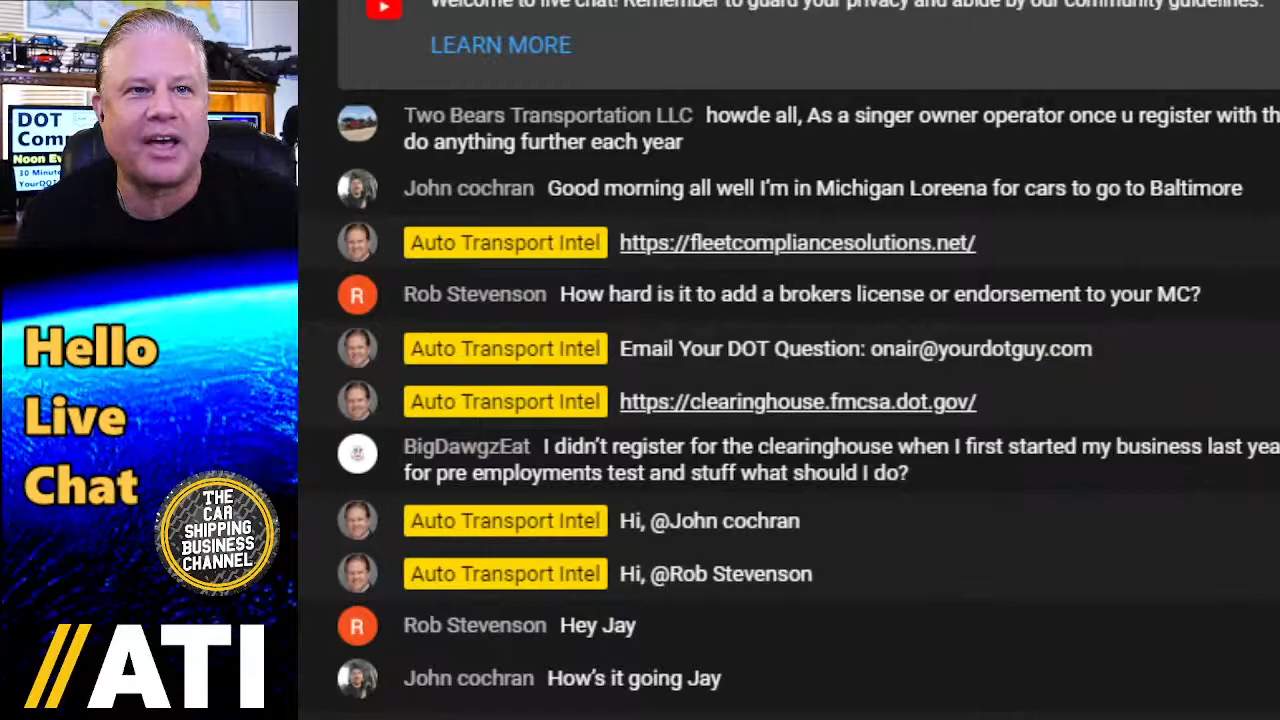 Welcome to live chat! Remember to guard your privacy and abide by our community guidelines.
LEARN MORE
Two Bears Transportation LLC howde all, As a singer owner operator once u register with th
do anything further each year
John cochran Good morning all well I'm in Michigan Loreena for cars to go to Baltimore
Auto Transport Intel https://fleetcompliancesolutions.net/
Rob Stevenson How hard is it to add a brokers license or endorsement to your MC?
Auto Transport Intel Email Your DOT Question: onair@yourdotguy.com
Auto Transport Intel https://clearinghouse.fmcsa.dot.gov/
BigDawgzEat I didn't register for the clearinghouse when I first started my business last yea
for pre employments test and stuff what should I do?
Auto Transport Intel Hi, @John cochran
Auto Transport Intel Hi, @Rob Stevenson
R Rob Stevenson Hey Jay
John cochran How's it going Jay
DOT
Com
Noon Ev
30 Minute
YourDOT
Hello
Live
Chat
THE
CAR
SHIPPING
BUSINESS
CHANNEL
//ATI